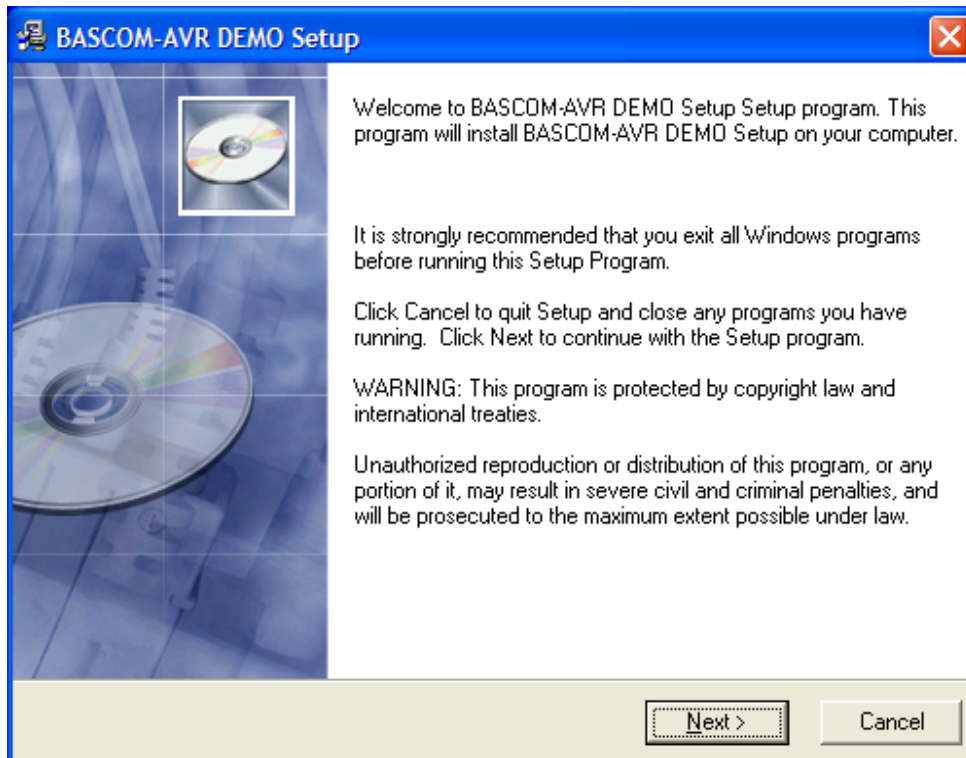 BASCOM-AVR DEMO Setup
Welcome to BASCOM-AVR DEMO Setup Setup program. This
program will install BASCOM-AVR DEMO Setup on your computer.
It is strongly recommended that you exit all Windows programs
before running this Setup Program.
Click Cancel to quit Setup and close any programs you have
running.  Click Next to continue with the Setup program.
WARNING: This program is protected by copyright law and
international treaties.
Unauthorized reproduction or distribution of this program, or any
portion of it, may result in severe civil and criminal penalties, and
will be prosecuted to the maximum extent possible under law.
Next >
Cancel